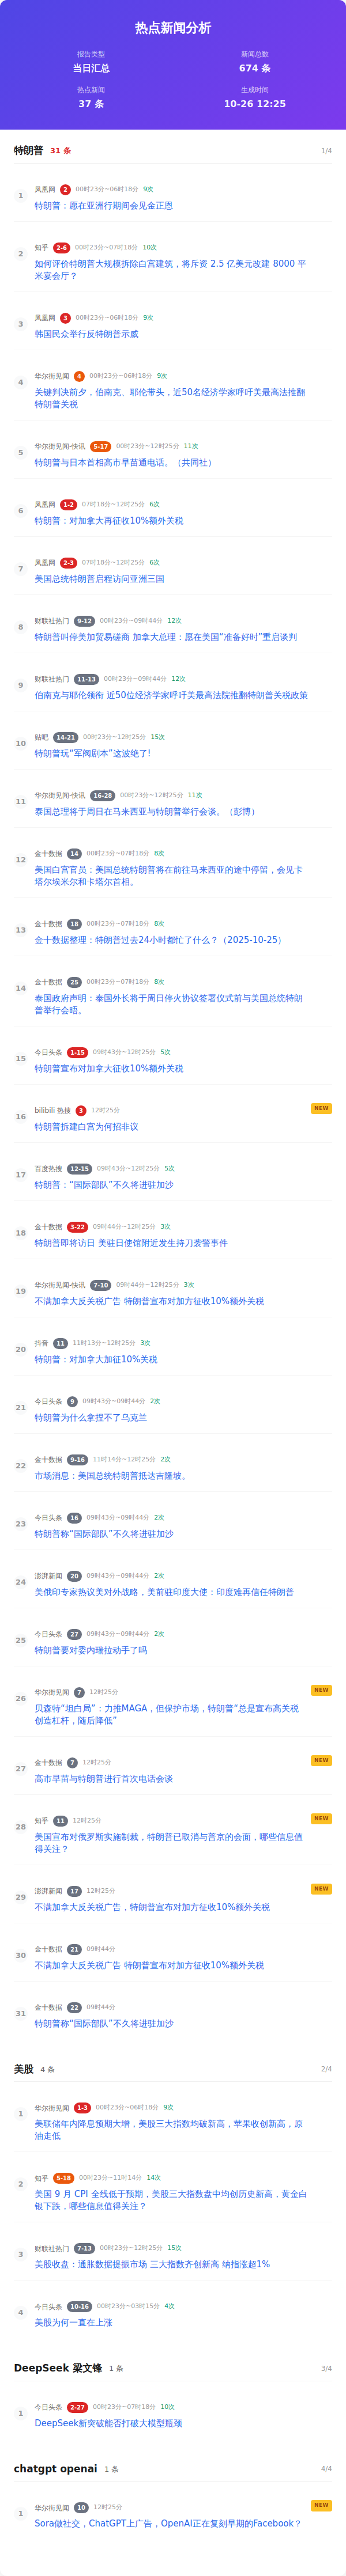 热点新闻分析
报告类型
新闻总数
当日汇总
674 条
热点新闻
生成时间
37 条
10-26 12:25
特朗普 31 条 1/4
1
凤凰网 2 00时23分~06时18分 9次
特朗普：愿在亚洲行期间会见金正恩
2
知乎 2-6 00时23分~07时18分 10次
如何评价特朗普大规模拆除白宫建筑，将斥资 2.5 亿美元改建 8000 平
米宴会厅？
3
凤凰网 3 00时23分~06时18分 9次
韩国民众举行反特朗普示威
4
华尔街见闻 4 00时23分~06时18分 9次
关键判决前夕，伯南克、耶伦带头，近50名经济学家呼吁美最高法推翻
特朗普关税
5
华尔街见闻-快讯 5-17 00时23分~12时25分 11次
特朗普与日本首相高市早苗通电话。（共同社）
6
凤凰网 1-2 07时18分~12时25分 6次
特朗普：对加拿大再征收10%额外关税
7
凤凰网 2-3 07时18分~12时25分 6次
美国总统特朗普启程访问亚洲三国
8
财联社热门 9-12 00时23分~09时44分 12次
特朗普叫停美加贸易磋商 加拿大总理：愿在美国“准备好时”重启谈判
9
财联社热门 11-13 00时23分~09时44分 12次
伯南克与耶伦领衔 近50位经济学家呼吁美最高法院推翻特朗普关税政策
10
贴吧 14-21 00时23分~12时25分 15次
特朗普玩“军阀剧本”这波绝了!
11
华尔街见闻-快讯 16-28 00时23分~12时25分 11次
泰国总理将于周日在马来西亚与特朗普举行会谈。（彭博）
12
金十数据 14 00时23分~07时18分 8次
美国白宫官员：美国总统特朗普将在前往马来西亚的途中停留，会见卡
塔尔埃米尔和卡塔尔首相。
13
金十数据 18 00时23分~07时18分 8次
金十数据整理：特朗普过去24小时都忙了什么？（2025-10-25）
14
金十数据 25 00时23分~07时18分 8次
泰国政府声明：泰国外长将于周日停火协议签署仪式前与美国总统特朗
普举行会晤。
15
今日头条 1-15 09时43分~12时25分 5次
特朗普宣布对加拿大征收10%额外关税
16
bilibili 热搜 3 12时25分 NEW
特朗普拆建白宫为何招非议
17
百度热搜 12-15 09时43分~12时25分 5次
特朗普：“国际部队”不久将进驻加沙
18
金十数据 3-22 09时44分~12时25分 3次
特朗普即将访日 美驻日使馆附近发生持刀袭警事件
19
华尔街见闻-快讯 7-10 09时44分~12时25分 3次
不满加拿大反关税广告 特朗普宣布对加方征收10%额外关税
20
抖音 11 11时13分~12时25分 3次
特朗普：对加拿大加征10%关税
21
今日头条 9 09时43分~09时44分 2次
特朗普为什么拿捏不了乌克兰
22
金十数据 9-16 11时14分~12时25分 2次
市场消息：美国总统特朗普抵达吉隆坡。
23
今日头条 16 09时43分~09时44分 2次
特朗普称“国际部队”不久将进驻加沙
24
澎湃新闻 20 09时43分~09时44分 2次
美俄印专家热议美对外战略，美前驻印度大使：印度难再信任特朗普
25
今日头条 27 09时43分~09时44分 2次
特朗普要对委内瑞拉动手了吗
26
华尔街见闻 7 12时25分 NEW
贝森特“坦白局”：力推MAGA，但保护市场，特朗普“总是宣布高关税
创造杠杆，随后降低”
27
金十数据 7 12时25分 NEW
高市早苗与特朗普进行首次电话会谈
28
知乎 11 12时25分 NEW
美国宣布对俄罗斯实施制裁，特朗普已取消与普京的会面，哪些信息值
得关注？
29
澎湃新闻 17 12时25分 NEW
不满加拿大反关税广告，特朗普宣布对加方征收10%额外关税
30
金十数据 21 09时44分
不满加拿大反关税广告 特朗普宣布对加方征收10%额外关税
31
金十数据 22 09时44分
特朗普称“国际部队”不久将进驻加沙
美股 4 条 2/4
1
华尔街见闻 1-3 00时23分~06时18分 9次
美联储年内降息预期大增，美股三大指数均破新高，苹果收创新高，原
油走低
2
知乎 5-18 00时23分~11时14分 14次
美国 9 月 CPI 全线低于预期，美股三大指数盘中均创历史新高，黄金白
银下跌，哪些信息值得关注？
3
财联社热门 7-13 00时23分~12时25分 15次
美股收盘：通胀数据提振市场 三大指数齐创新高 纳指涨超1%
4
今日头条 10-16 00时23分~03时15分 4次
美股为何一直在上涨
DeepSeek 梁文锋 1 条 3/4
1
今日头条 2-27 00时23分~07时18分 10次
DeepSeek新突破能否打破大模型瓶颈
chatgpt openai 1 条 4/4
1
华尔街见闻 10 12时25分 NEW
Sora做社交，ChatGPT上广告，OpenAI正在复刻早期的Facebook？